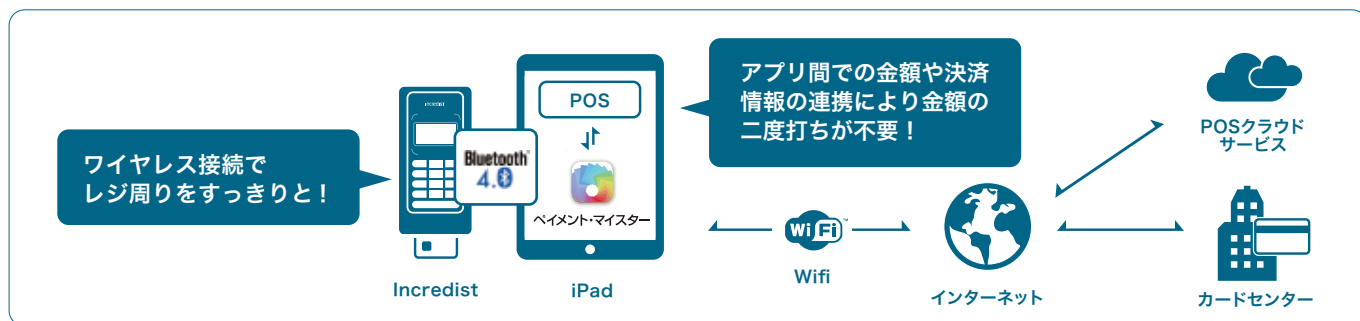 ワイヤレス接続で
レジ周りをすっきりと！
INCREDIST
Bluetooth™
4.0
Incredist
POS
ペイメント・マイスター
iPad
アプリ間での金額や決済
情報の連携により金額の
二度打ちが不要！
Wi Fi™
Wifi
インターネット
POSクラウド
サービス
カードセンター